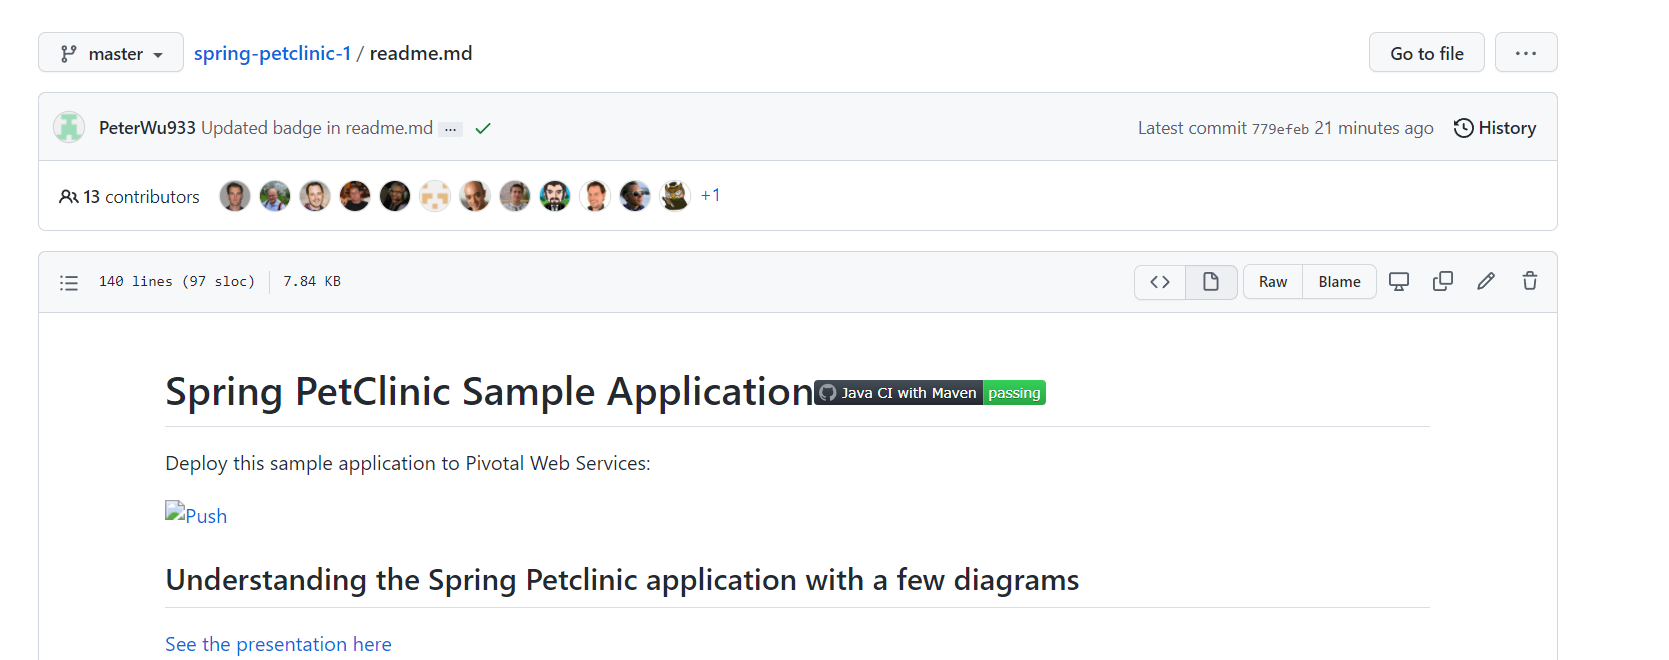 master spring-petclinic-1 / readme.md Go to file ...
PeterWu933 Updated badge in readme.md ... Latest commit 779efeb 21 minutes ago History
13 contributors +1
140 lines (97 sloc) 7.84 KB <> Raw Blame
Spring PetClinic Sample Application Java CI with Maven passing
Deploy this sample application to Pivotal Web Services:
Push
Understanding the Spring Petclinic application with a few diagrams
See the presentation here